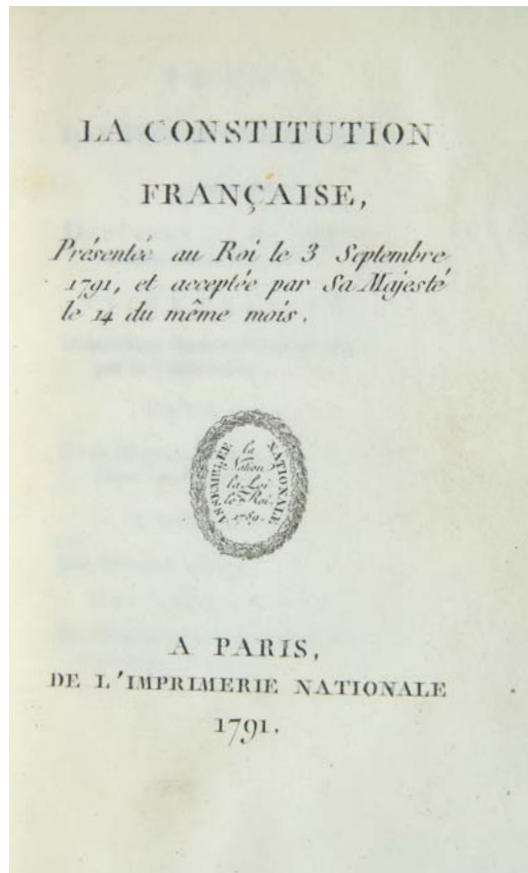 LA CONSTITUTION
FRANÇAISE,
Présentée au Roi le 3 Septembre
1791, et acceptée par Sa Majesté
le 14 du même mois.
ASSEMBLÉE NATIONALE
la
Nation
la Loi
le Roi.
1789.
A PARIS,
DE L'IMPRIMERIE NATIONALE
1791.